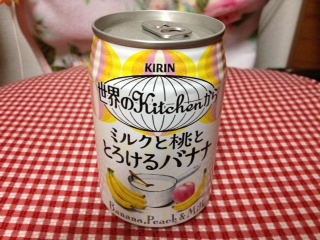 KIRIN
世界のKitchenから
ミルクと桃と
とろけるバナナ
Banana, Peach & Milk